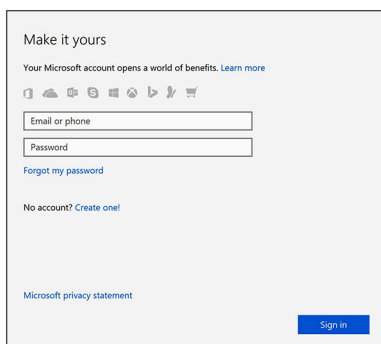 Make it yours
Your Microsoft account opens a world of benefits. Learn more
Email or phone
Password
Forgot my password
No account? Create one!
Microsoft privacy statement
Sign in